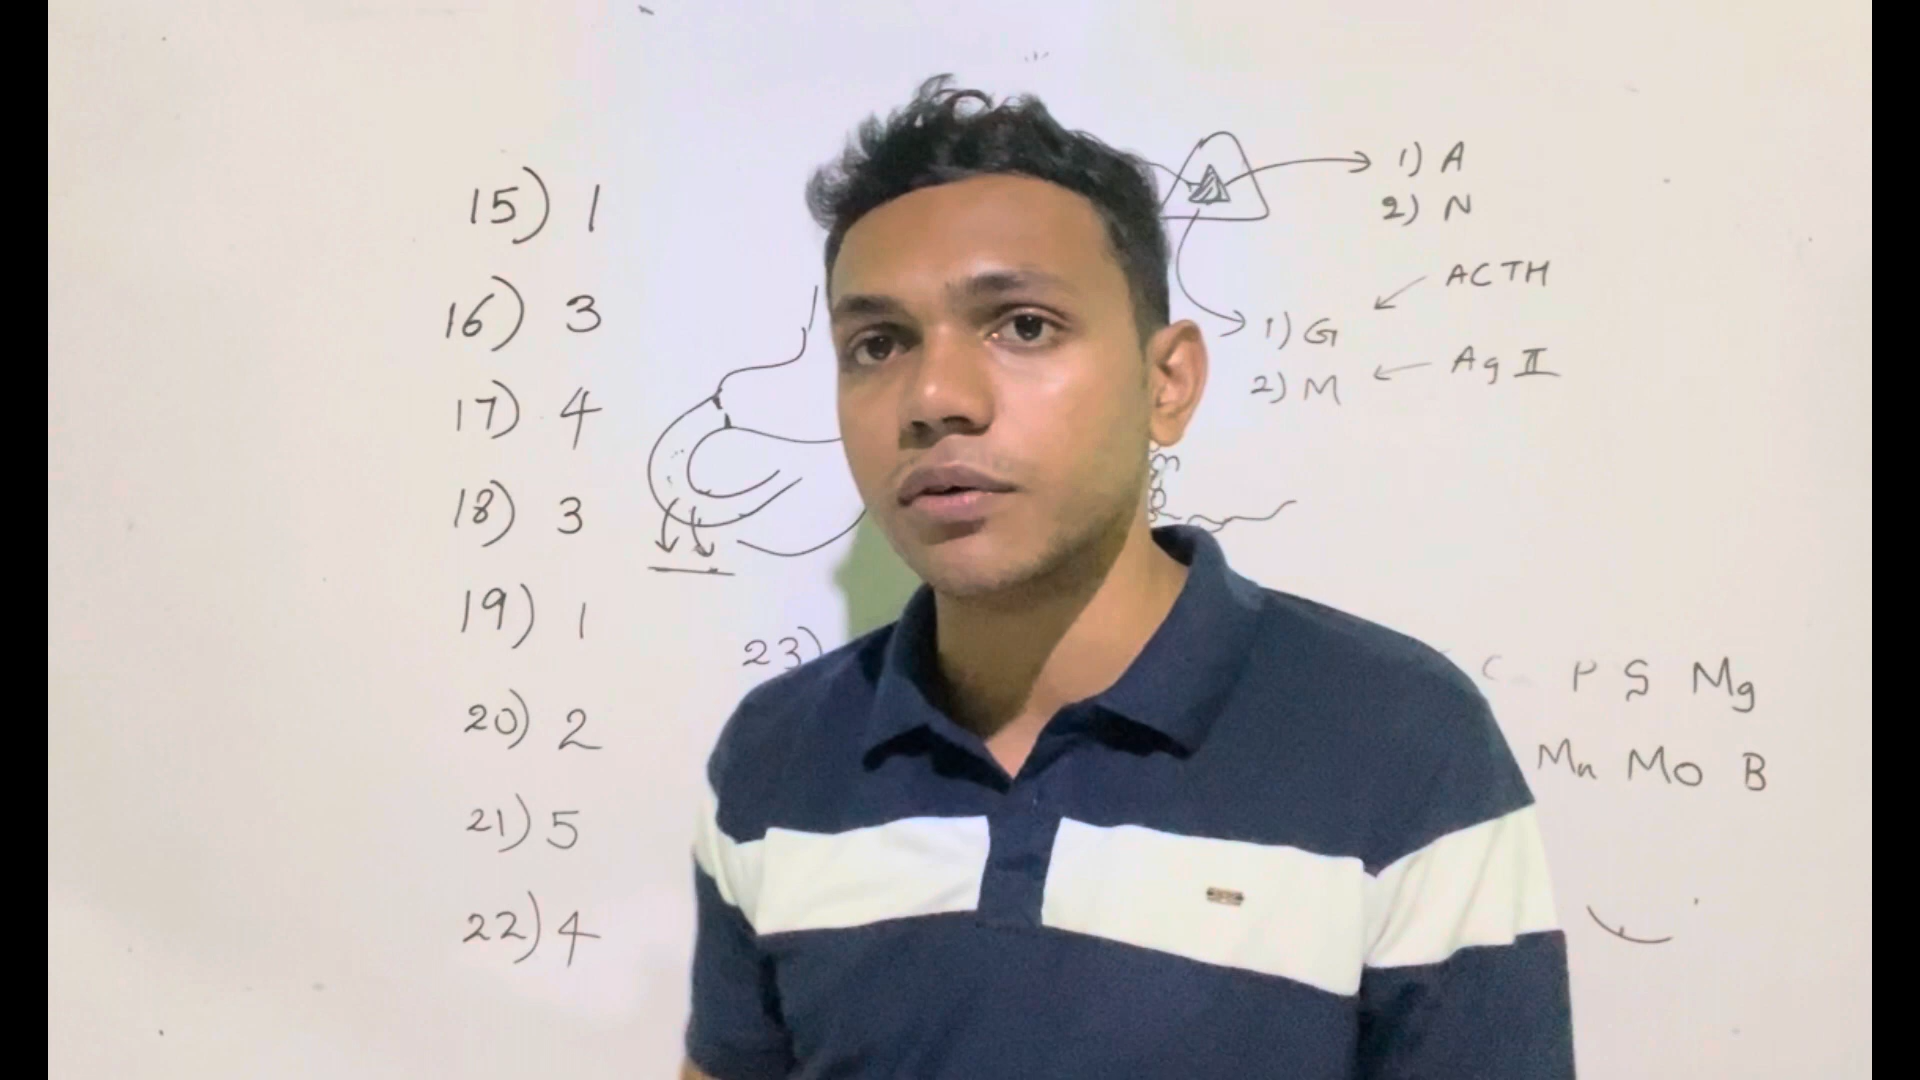 15) 1
16) 3
17) 4
18) 3
19) 1
20) 2
21) 5
22) 4
1) A
2) N
ACTH
1) G
Ag II
2) M
23)
P S Mg
Mn Mo B